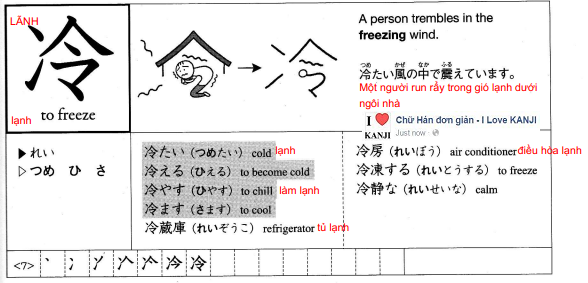 LÃNH
冷
lạnh
to freeze
A person trembles in the
freezing wind.
つめ かぜ なか ふる
冷たい風の中で震えています。
Một người run rẩy trong gió lạnh dưới
ngôi nhà
I ❤ KANJI
Chữ Hán đơn giản - I Love KANJI
Just now
▶れい
▷つめ ひ さ
冷たい(つめたい) cold lạnh
冷える(ひえる) to become cold
冷やす(ひやす) to chill làm lạnh
冷ます(さます) to cool
冷蔵庫(れいぞうこ) refrigerator tủ lạnh
冷房(れいぼう) air conditioner điều hòa lạnh
冷凍する(れいとうする) to freeze
冷静な(れいせいな) calm
<7>
冷